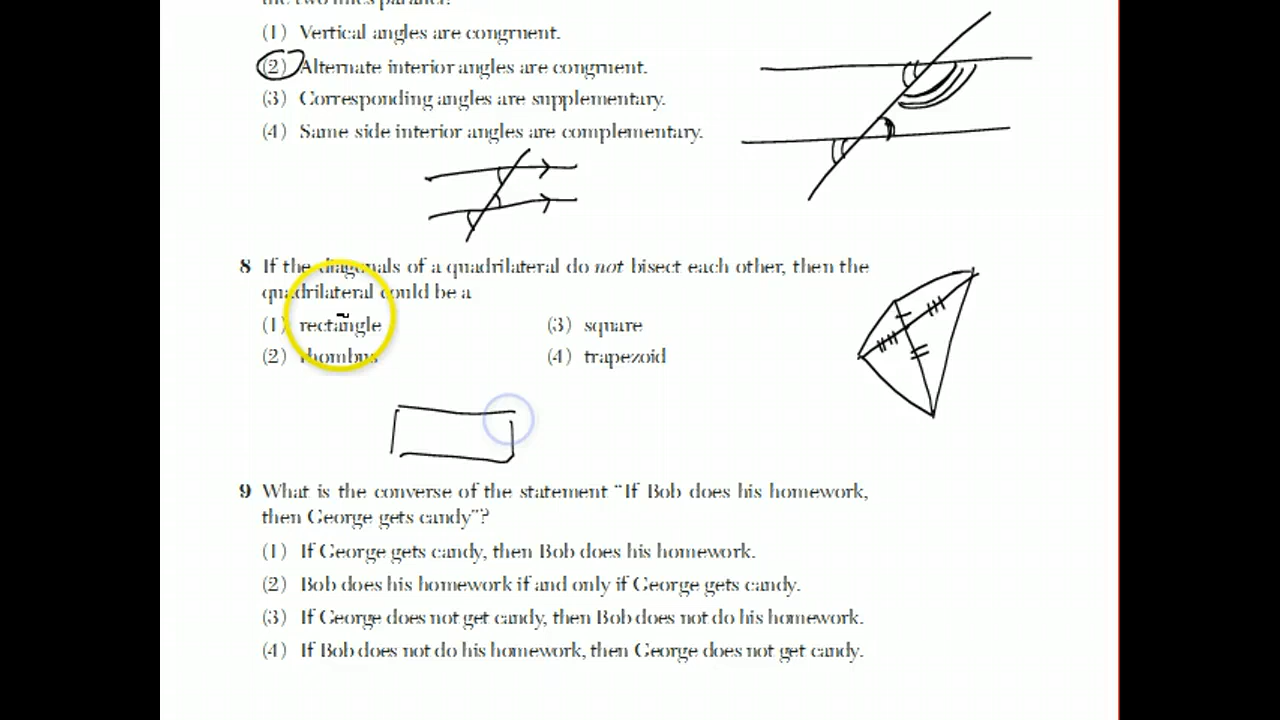 the two lines parallel?
(1) Vertical angles are congruent.
(2) Alternate interior angles are congruent.
(3) Corresponding angles are supplementary.
(4) Same side interior angles are complementary.
8 If the diagonals of a quadrilateral do not bisect each other, then the
quadrilateral could be a
(1) rectangle (3) square
(2) rhombus (4) trapezoid
9 What is the converse of the statement "If Bob does his homework,
then George gets candy"?
(1) If George gets candy, then Bob does his homework.
(2) Bob does his homework if and only if George gets candy.
(3) If George does not get candy, then Bob does not do his homework.
(4) If Bob does not do his homework, then George does not get candy.